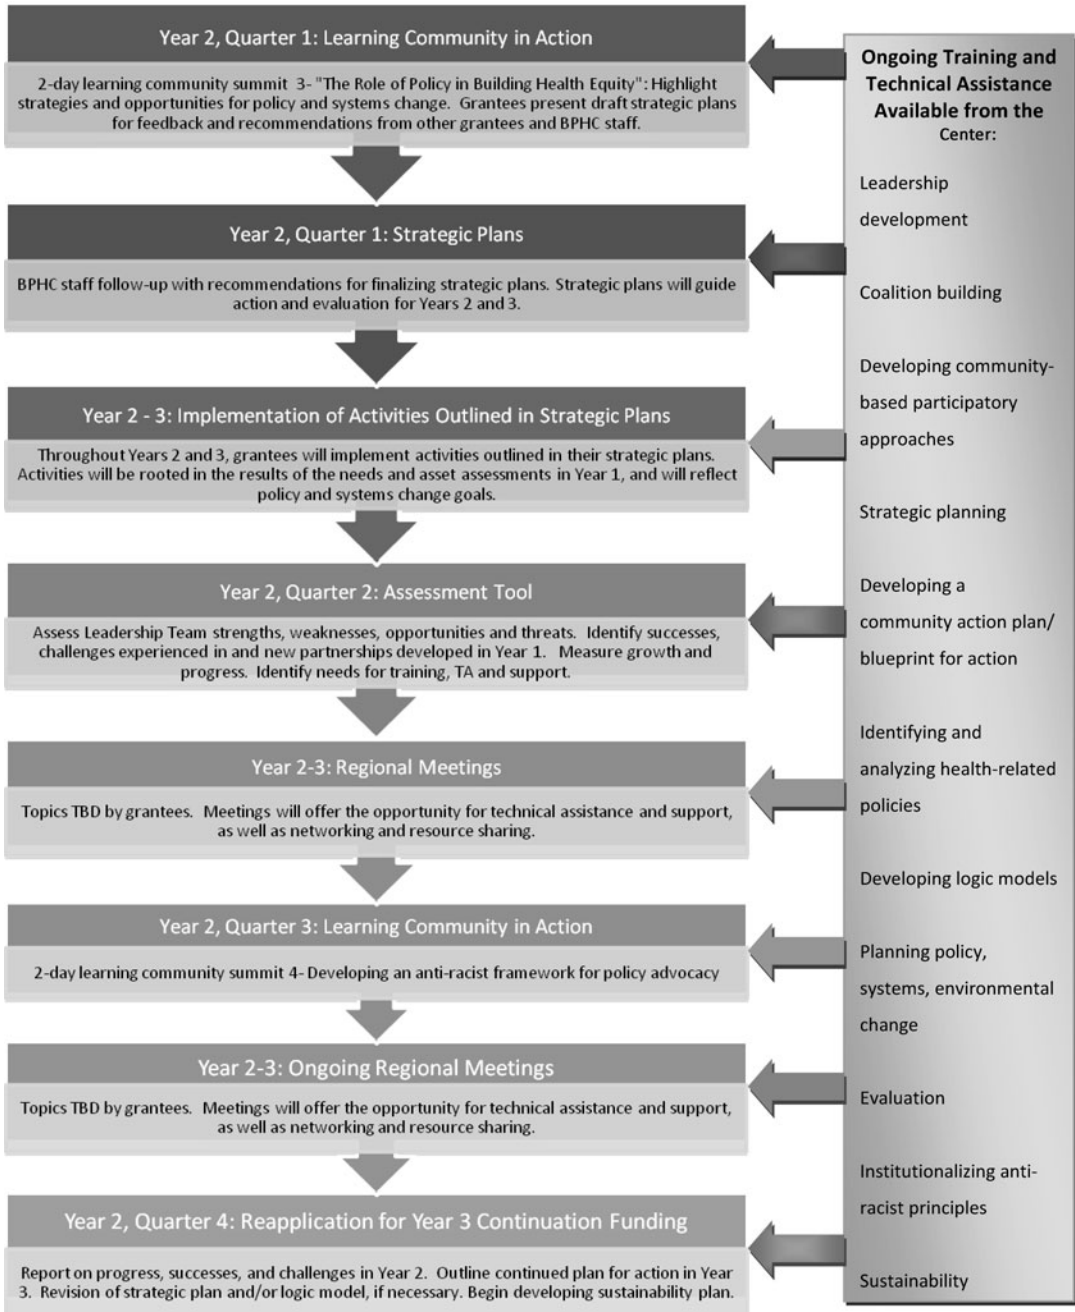 Year 2, Quarter 1: Learning Community in Action
2-day learning community summit 3- "The Role of Policy in Building Health Equity": Highlight
strategies and opportunities for policy and systems change. Grantees present draft strategic plans
for feedback and recommendations from other grantees and BPHC staff.
Year 2, Quarter 1: Strategic Plans
BPHC staff follow-up with recommendations for finalizing strategic plans. Strategic plans will guide
action and evaluation for Years 2 and 3.
Year 2 - 3: Implementation of Activities Outlined in Strategic Plans
Throughout Years 2 and 3, grantees will implement activities outlined in their strategic plans.
Activities will be rooted in the results of the needs and asset assessments in Year 1, and will reflect
policy and systems change goals.
Year 2, Quarter 2: Assessment Tool
Assess Leadership Team strengths, weaknesses, opportunities and threats. Identify successes,
challenges experienced in and new partnerships developed in Year 1. Measure growth and
progress. Identify needs for training, TA and support.
Year 2-3: Regional Meetings
Topics TBD by grantees. Meetings will offer the opportunity for technical assistance and support,
as well as networking and resource sharing.
Year 2, Quarter 3: Learning Community in Action
2-day learning community summit 4- Developing an anti-racist framework for policy advocacy
Year 2-3: Ongoing Regional Meetings
Topics TBD by grantees. Meetings will offer the opportunity for technical assistance and support,
as well as networking and resource sharing.
Year 2, Quarter 4: Reapplication for Year 3 Continuation Funding
Report on progress, successes, and challenges in Year 2. Outline continued plan for action in Year
3. Revision of strategic plan and/or logic model, if necessary. Begin developing sustainability plan.
Ongoing Training and
Technical Assistance
Available from the
Center:
Leadership
development
Coalition building
Developing community-
based participatory
approaches
Strategic planning
Developing a
community action plan/
blueprint for action
Identifying and
analyzing health-related
policies
Developing logic models
Planning policy,
systems, environmental
change
Evaluation
Institutionalizing anti-
racist principles
Sustainability